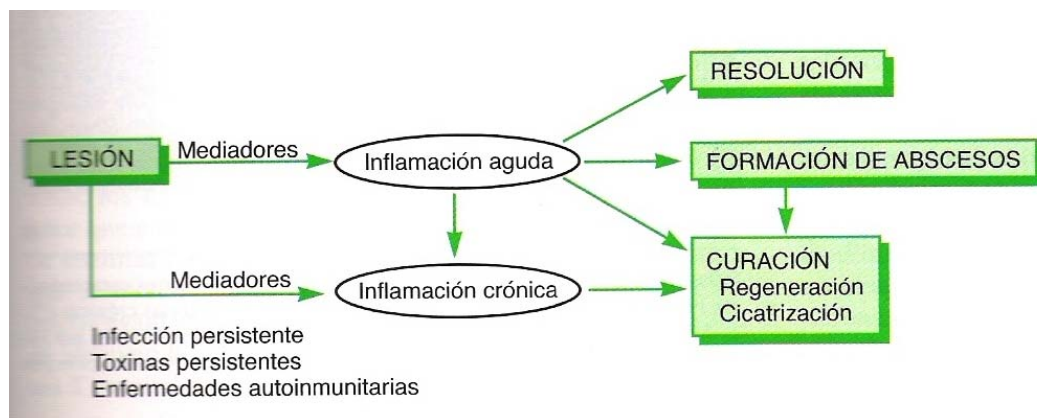 RESOLUCIÓN
LESIÓN
Mediadores
Inflamación aguda
FORMACIÓN DE ABSCESOS
Mediadores
Inflamación crónica
CURACIÓN
Regeneración
Cicatrización
Infección persistente
Toxinas persistentes
Enfermedades autoinmunitarias